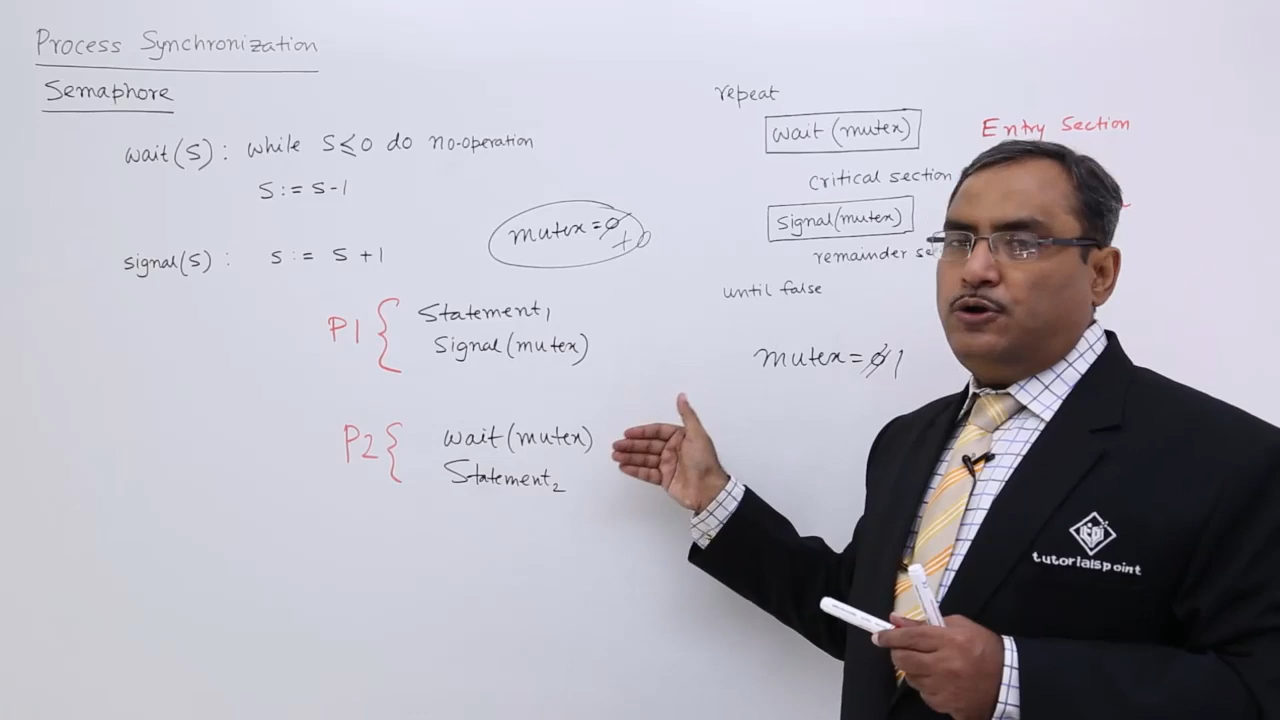 Process Synchronization
Semaphore
wait(S) : while S≤0 do no-operation
S := S-1
signal(S) : S := S+1
mutex=0
10
P1 { Statement1
Signal(mutex)
P2 { wait(mutex)
Statement2
repeat
wait(mutex) Entry Section
critical section
signal(mutex)
remainder se
until false
mutex= 1
tutorialspoint